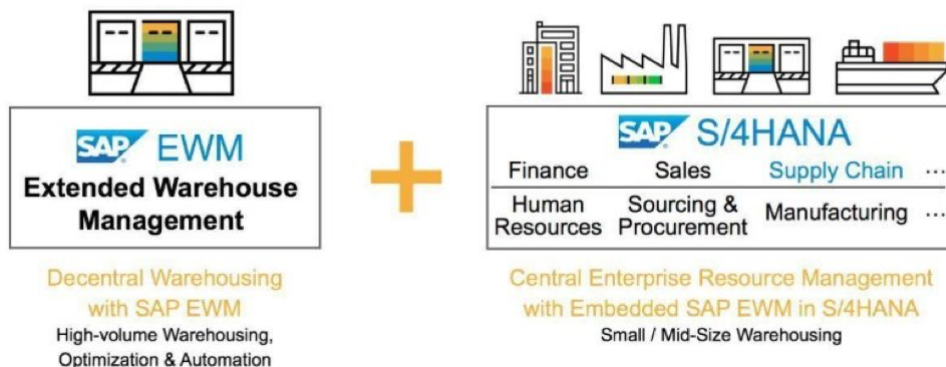 SAP EWM
Extended Warehouse
Management
Decentral Warehousing
with SAP EWM
High-volume Warehousing,
Optimization & Automation
+
SAP S/4HANA
Finance Sales Supply Chain ...
Human Resources Sourcing & Procurement Manufacturing ...
Central Enterprise Resource Management
with Embedded SAP EWM in S/4HANA
Small / Mid-Size Warehousing